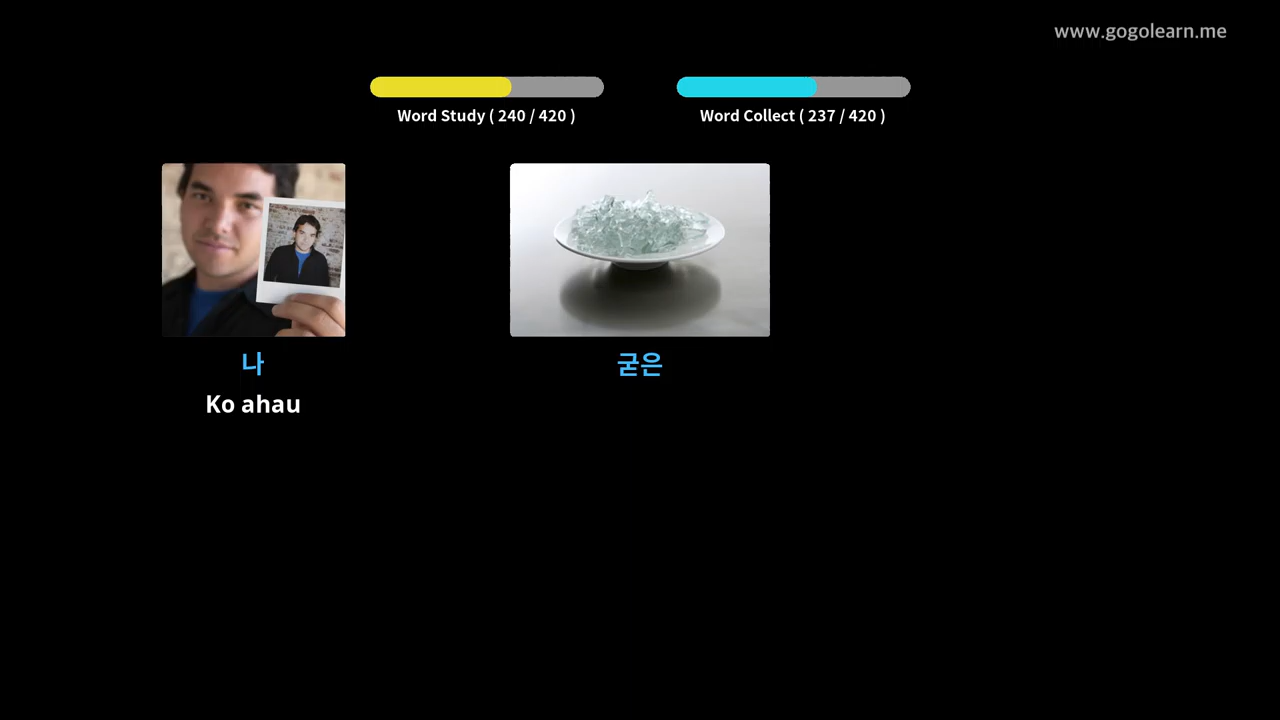 www.gogolearn.me
Word Study ( 240 / 420 )
Word Collect ( 237 / 420 )
나
굳은
Ko ahau